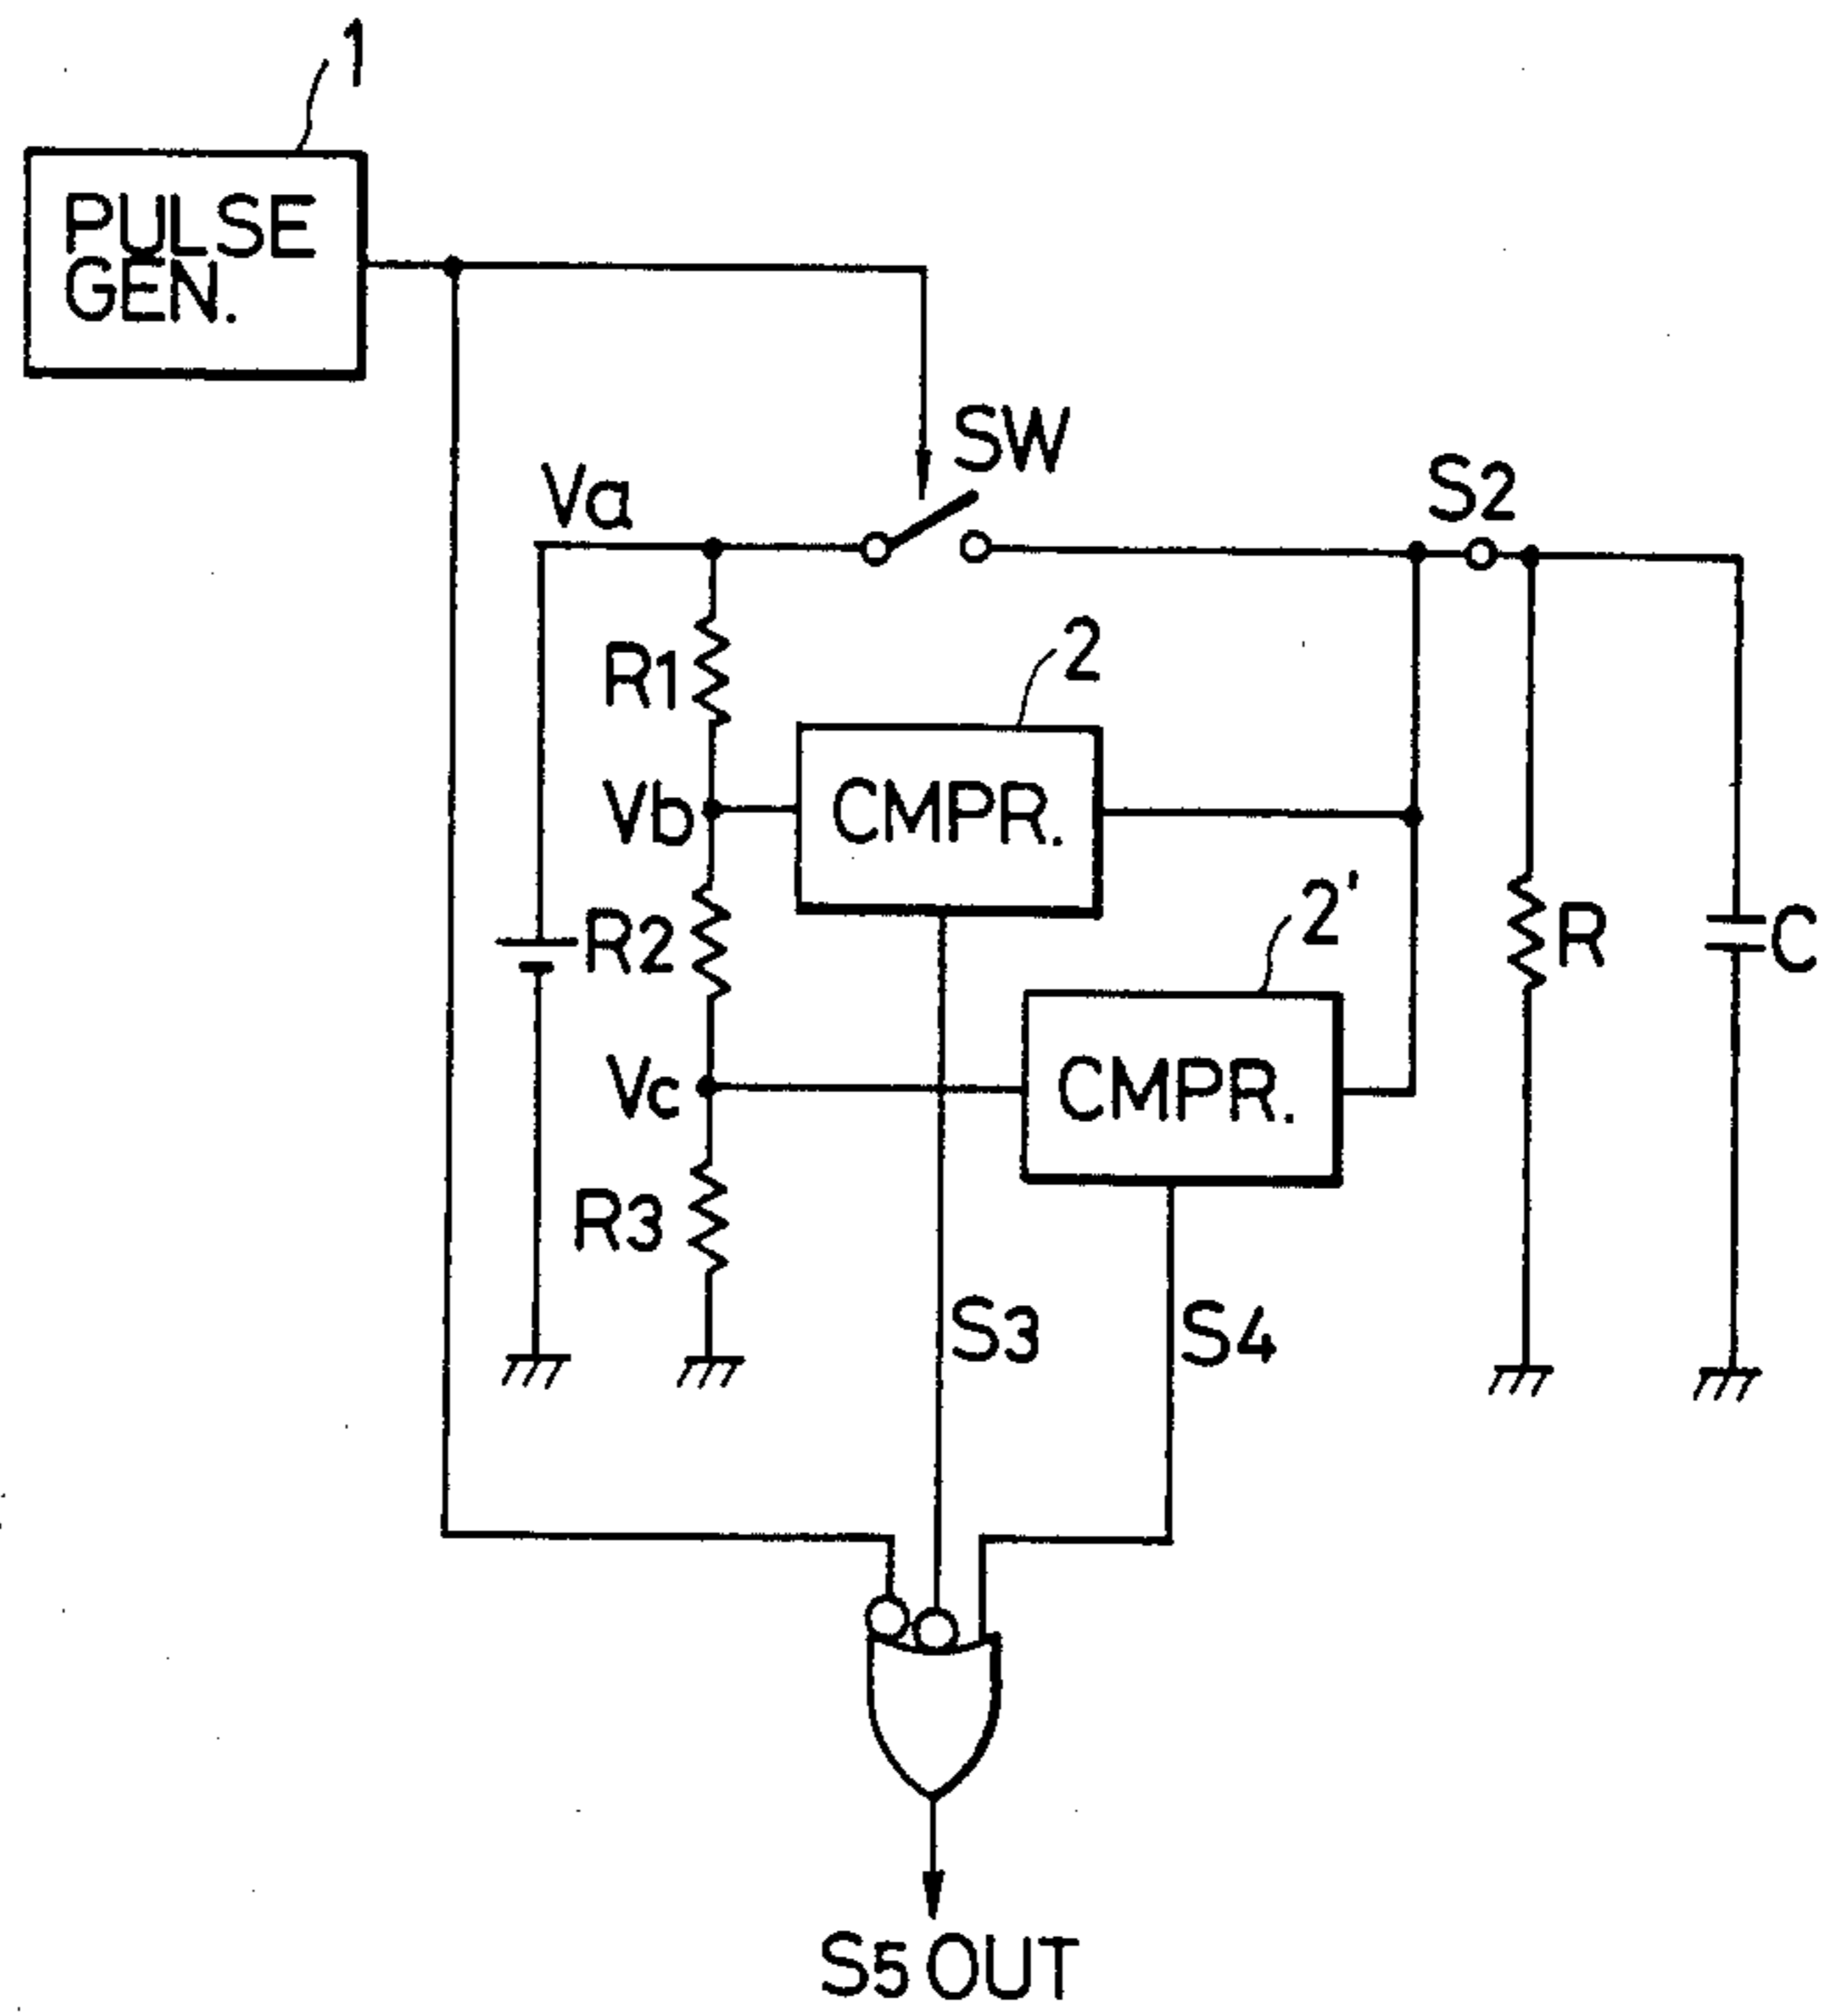 1
PULSE
GEN.
SW
Va
S2
R1
2
Vb
CMPR.
2'
R2
R
C
Vc
CMPR.
R3
S3
S4
S5 OUT